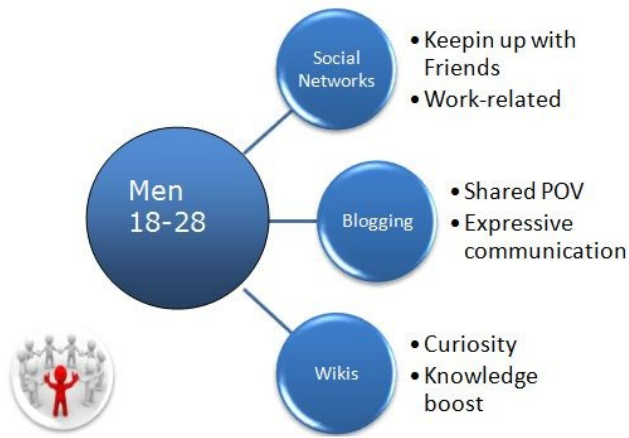 Men
18-28
Social
Networks
• Keepin up with
Friends
• Work-related
Blogging
• Shared POV
• Expressive
communication
Wikis
• Curiosity
• Knowledge
boost